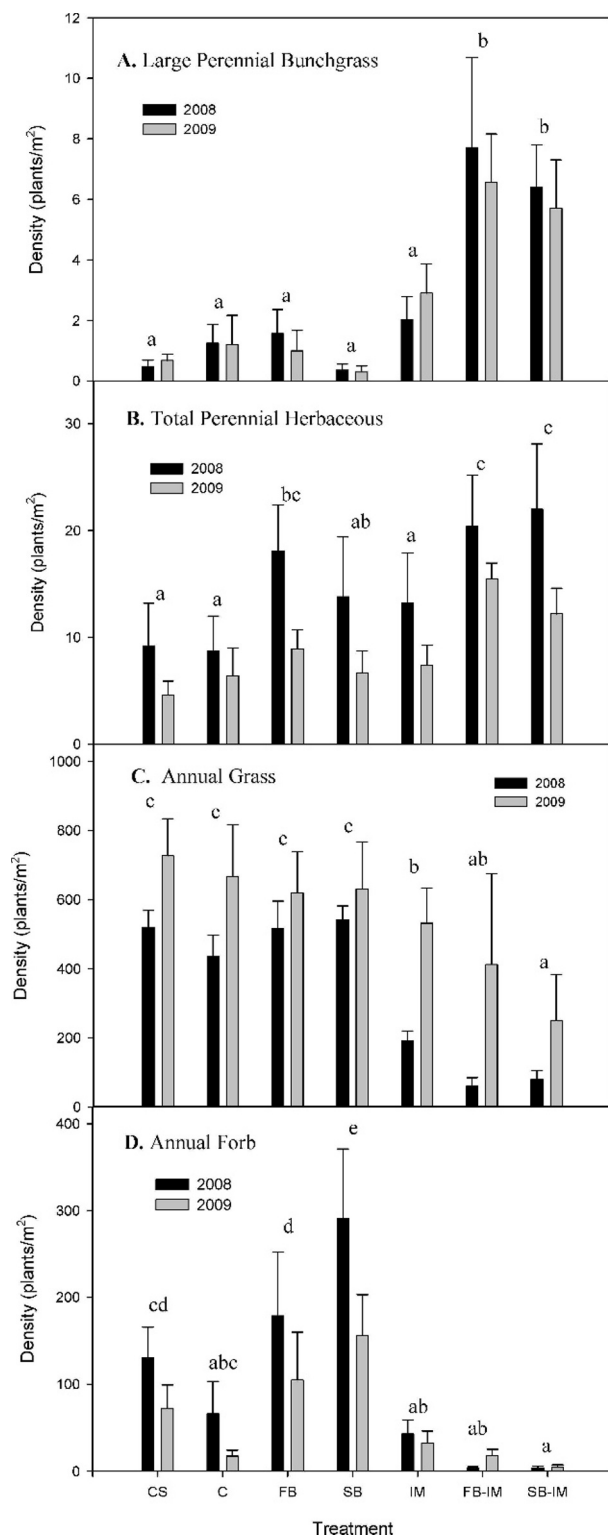 12
A. Large Perennial Bunchgrass
b
10
2008
2009
8
b
6
4
a
a
a
2
a
a
0
Density (plants/m²)
B. Total Perennial Herbaceous
30
c
c
2008
2009
bc
20
ab
a
a
a
10
0
Density (plants/m²)
1000
C. Annual Grass
2008
2009
c
c
800
c
c
b
ab
600
a
400
200
0
Density (plants/m²)
400
D. Annual Forb
e
2008
2009
300
d
cd
200
abc
ab
ab
a
100
0
Density (plants/m²)
CS C FB SB IM FB-IM SB-IM
Treatment